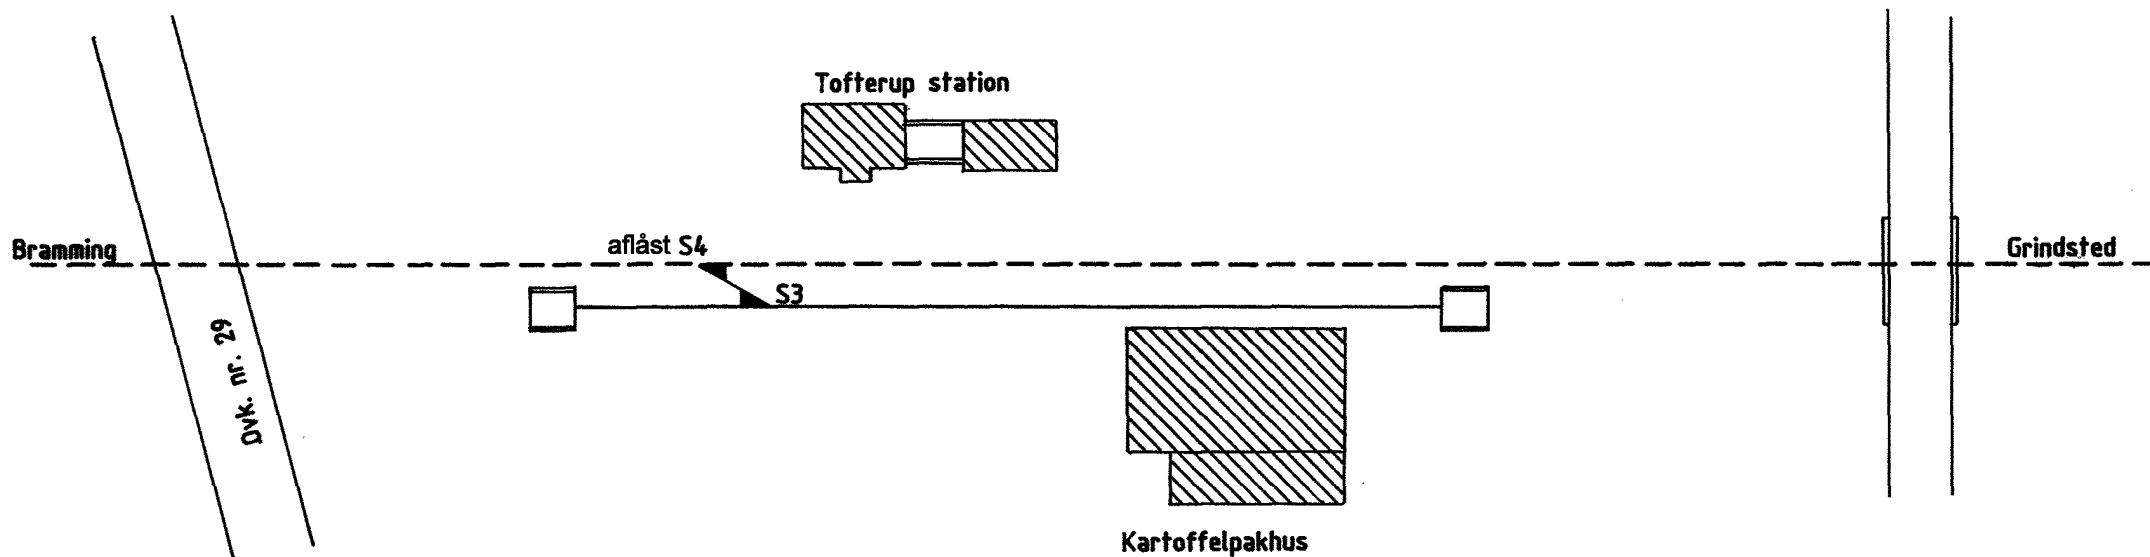 Tofterup station
Bramming
aflåst S4
Grindsted
S3
Ovk. nr. 29
Kartoffelpakhus